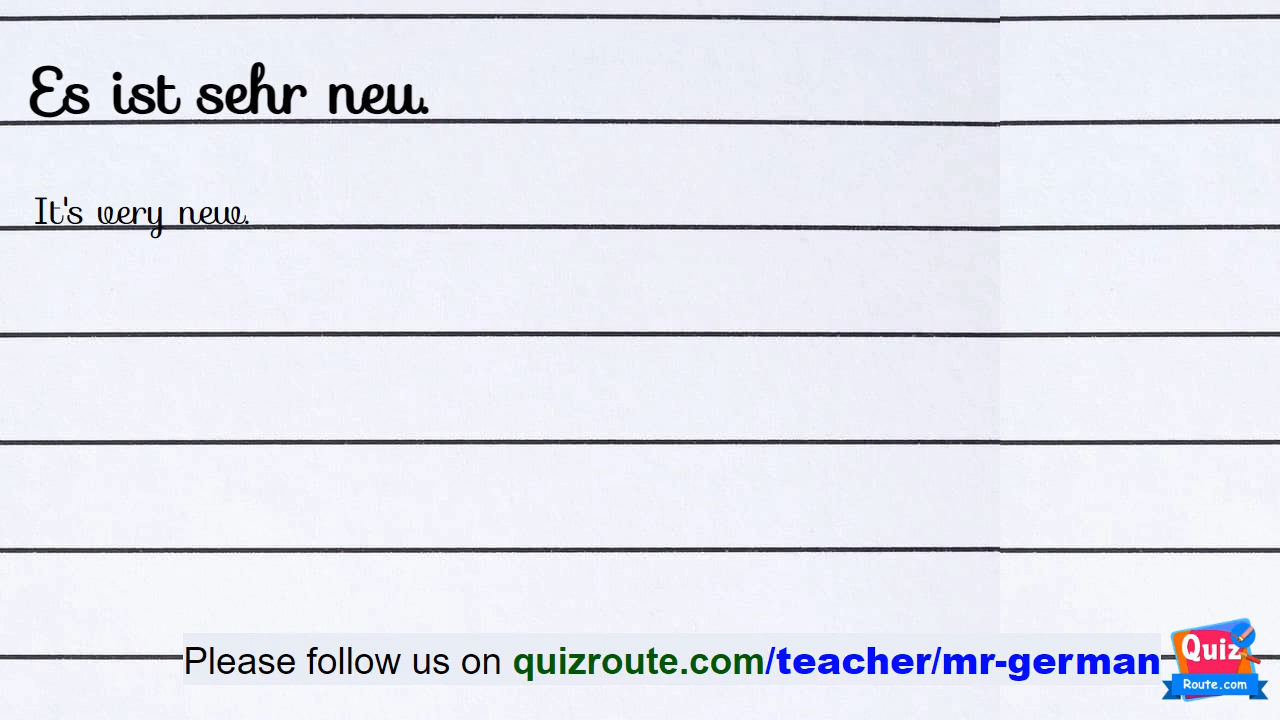 Es ist sehr neu.
It's very new.
Please follow us on quizroute.com/teacher/mr-german
Quiz
Route.com